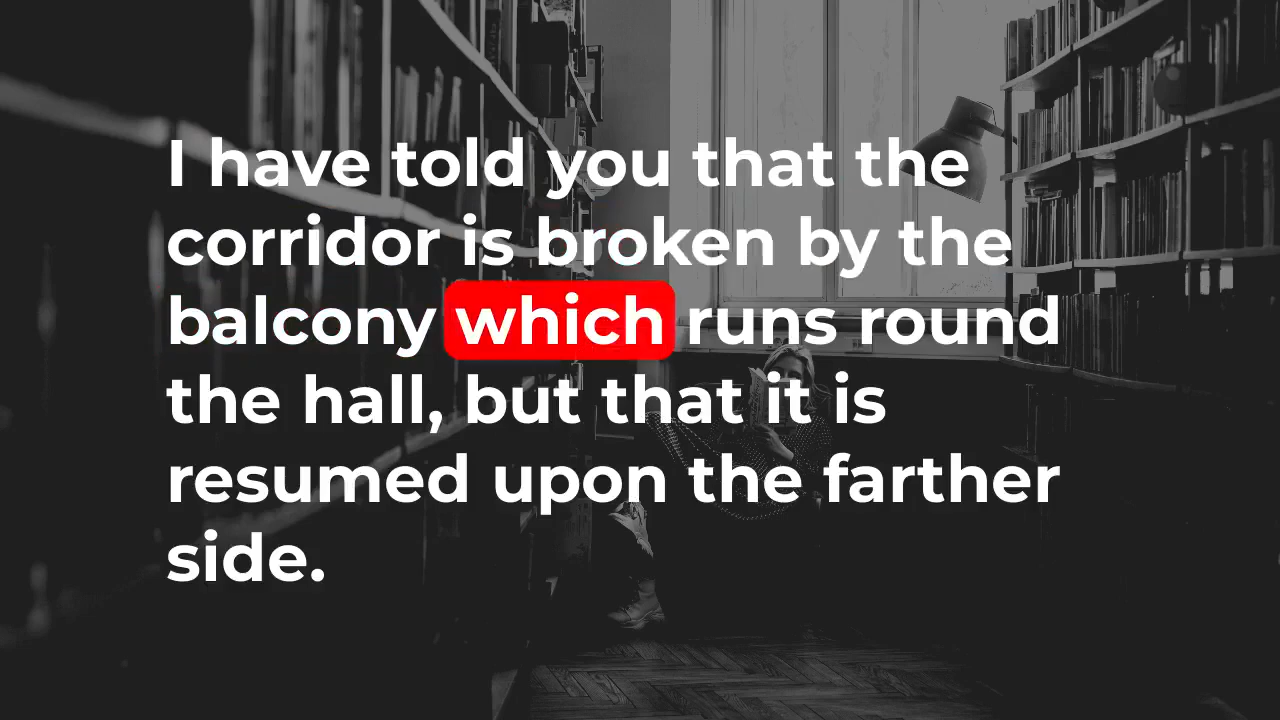 I have told you that the
corridor is broken by the
balcony which runs round
the hall, but that it is
resumed upon the farther
side.